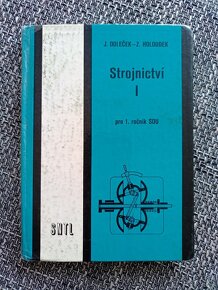 J. DOLEČEK - Z. HOLOUBEK
Strojnictví
I
pro 1. ročník SOU
SNTL